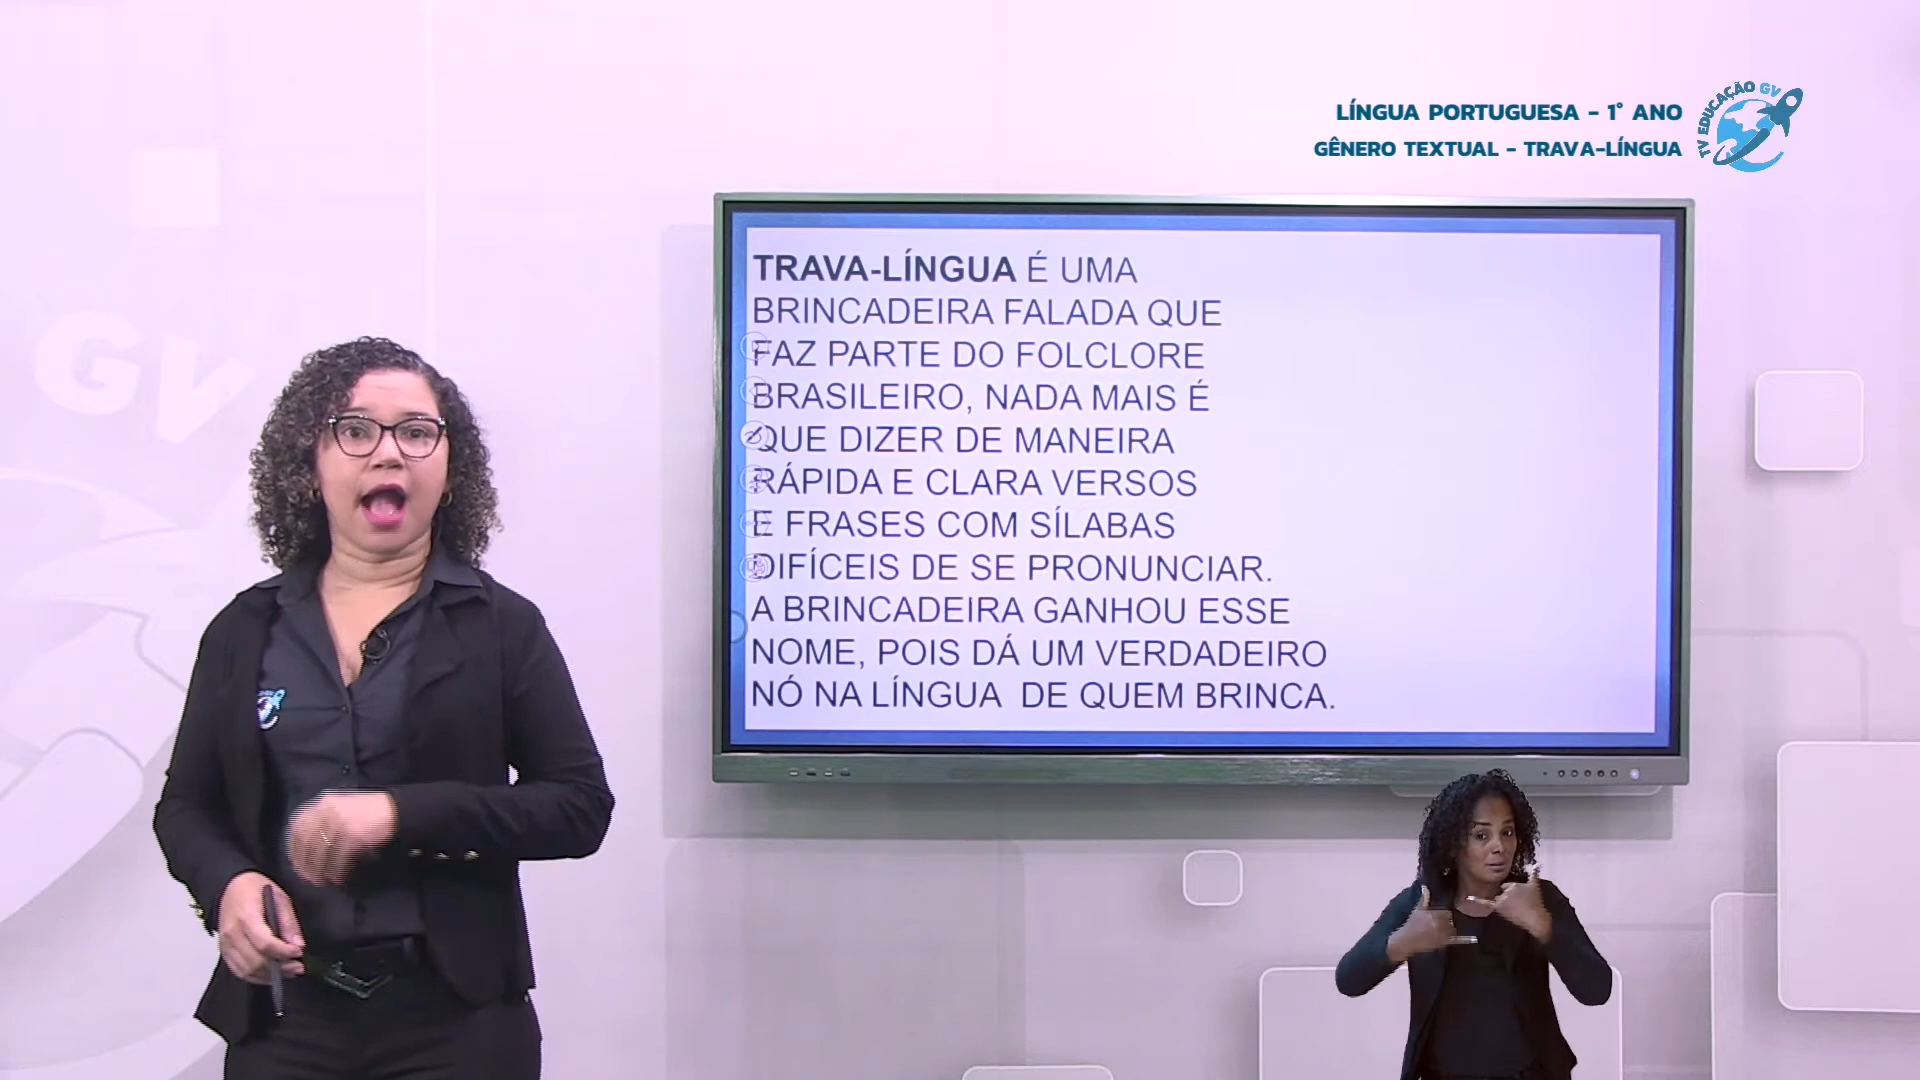 LÍNGUA PORTUGUESA - 1° ANO
GÊNERO TEXTUAL - TRAVA-LÍNGUA
TV EDUCAÇÃO GV
TRAVA-LÍNGUA É UMA
BRINCADEIRA FALADA QUE
FAZ PARTE DO FOLCLORE
BRASILEIRO, NADA MAIS É
QUE DIZER DE MANEIRA
RÁPIDA E CLARA VERSOS
E FRASES COM SÍLABAS
DIFÍCEIS DE SE PRONUNCIAR.
A BRINCADEIRA GANHOU ESSE
NOME, POIS DÁ UM VERDADEIRO
NÓ NA LÍNGUA DE QUEM BRINCA.
GV